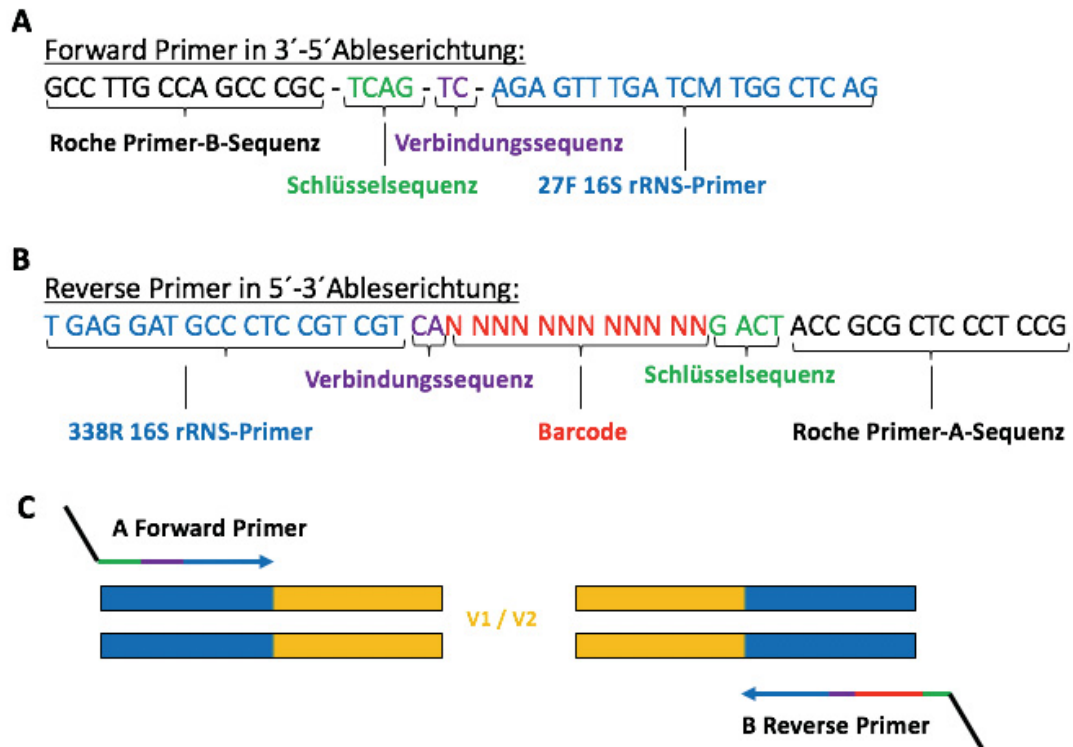 A
Forward Primer in 3´-5´Ableserichtung:
GCC TTG CCA GCC CGC - TCAG - TC - AGA GTT TGA TCM TGG CTC AG
Roche Primer-B-Sequenz Verbindungssequenz
Schlüsselsequenz 27F 16S rRNS-Primer
B
Reverse Primer in 5´-3´Ableserichtung:
T GAG GAT GCC CTC CGT CGT CAN NNN NNN NNN NNG ACT ACC GCG CTC CCT CCG
Verbindungssequenz Schlüsselsequenz
338R 16S rRNS-Primer Barcode Roche Primer-A-Sequenz
C
A Forward Primer
V1 / V2
B Reverse Primer